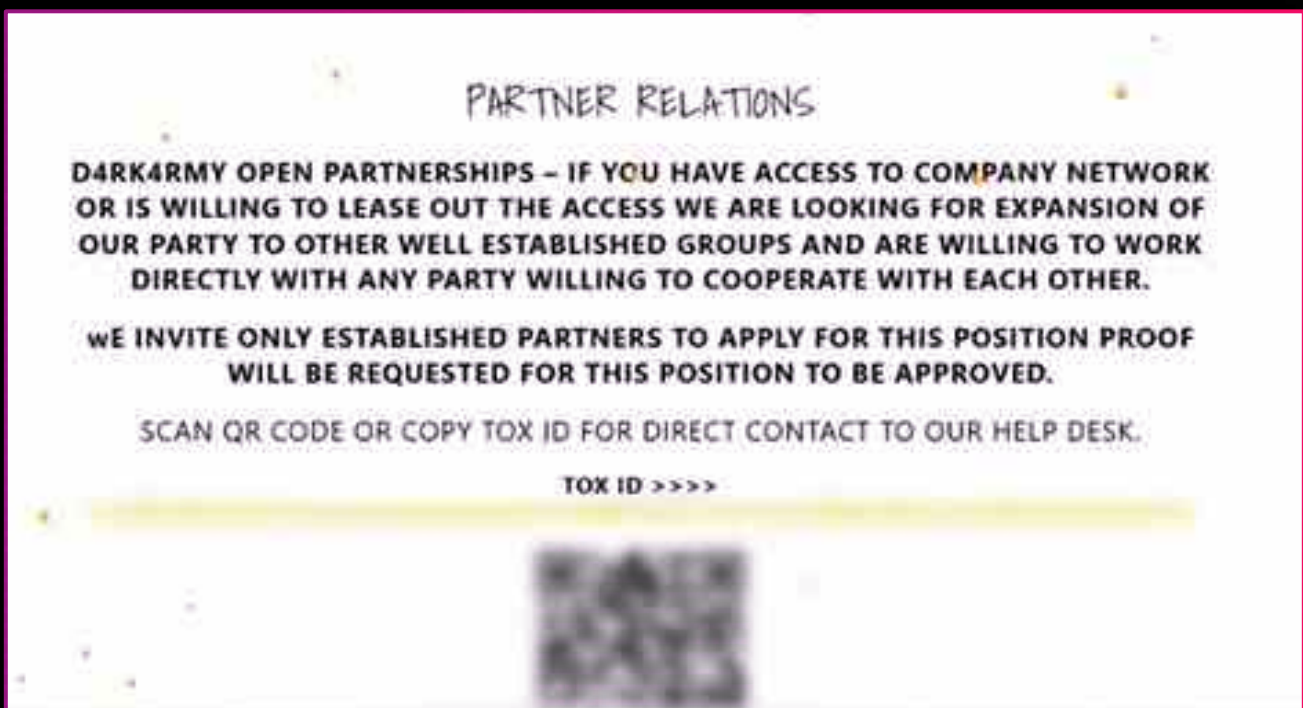 PARTNER RELATIONS
D4RK4RMY OPEN PARTNERSHIPS – IF YOU HAVE ACCESS TO COMPANY NETWORK
OR IS WILLING TO LEASE OUT THE ACCESS WE ARE LOOKING FOR EXPANSION OF
OUR PARTY TO OTHER WELL ESTABLISHED GROUPS AND ARE WILLING TO WORK
DIRECTLY WITH ANY PARTY WILLING TO COOPERATE WITH EACH OTHER.
wE INVITE ONLY ESTABLISHED PARTNERS TO APPLY FOR THIS POSITION PROOF
WILL BE REQUESTED FOR THIS POSITION TO BE APPROVED.
SCAN QR CODE OR COPY TOX ID FOR DIRECT CONTACT TO OUR HELP DESK.
TOX ID >>>>